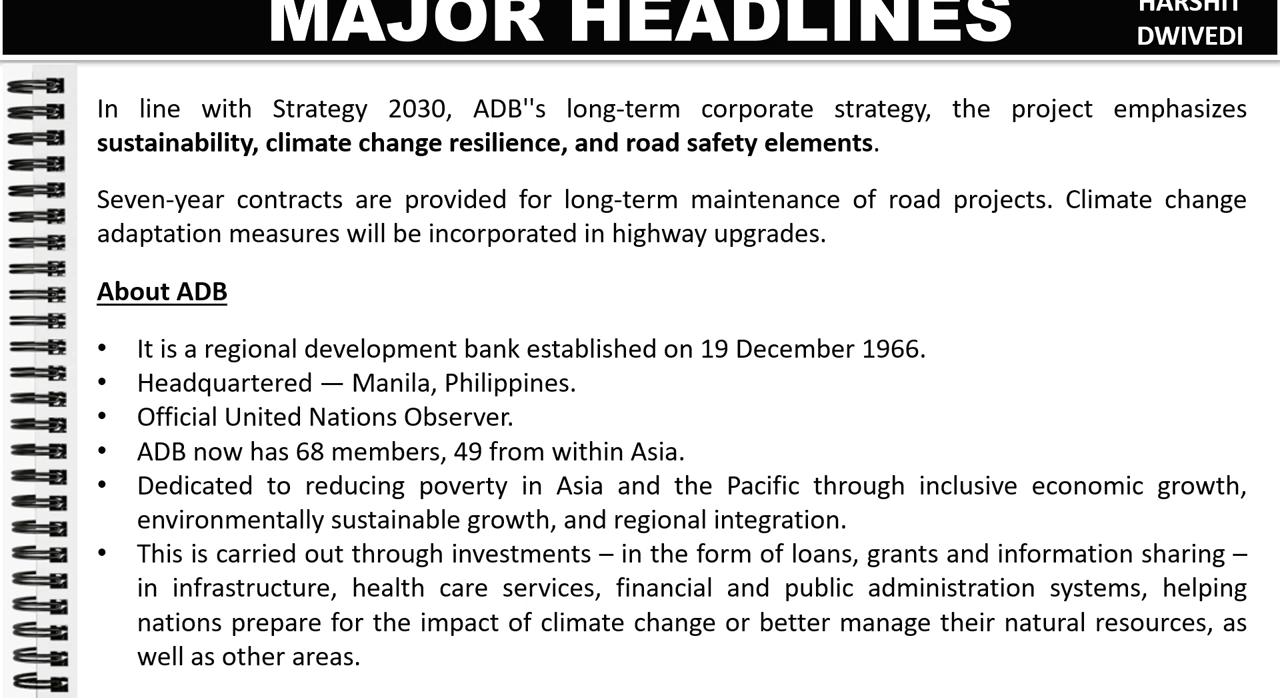 MAJOR HEADLINES
HARSHIT
DWIVEDI
In line with Strategy 2030, ADB''s long-term corporate strategy, the project emphasizes
sustainability, climate change resilience, and road safety elements.
Seven-year contracts are provided for long-term maintenance of road projects. Climate change
adaptation measures will be incorporated in highway upgrades.
About ADB
• It is a regional development bank established on 19 December 1966.
• Headquartered — Manila, Philippines.
• Official United Nations Observer.
• ADB now has 68 members, 49 from within Asia.
• Dedicated to reducing poverty in Asia and the Pacific through inclusive economic growth,
environmentally sustainable growth, and regional integration.
• This is carried out through investments – in the form of loans, grants and information sharing –
in infrastructure, health care services, financial and public administration systems, helping
nations prepare for the impact of climate change or better manage their natural resources, as
well as other areas.